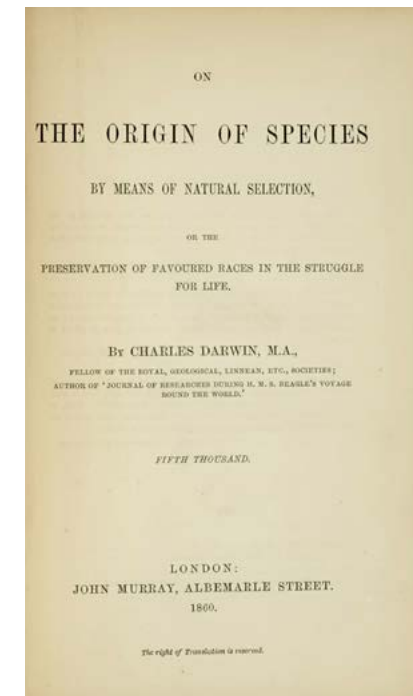 ON
THE ORIGIN OF SPECIES
BY MEANS OF NATURAL SELECTION,
OR THE
PRESERVATION OF FAVOURED RACES IN THE STRUGGLE
FOR LIFE.
By CHARLES DARWIN, M.A.,
FELLOW OF THE ROYAL, GEOLOGICAL, LINNEAN, ETC., SOCIETIES;
AUTHOR OF 'JOURNAL OF RESEARCHES DURING H. M. S. BEAGLE'S VOYAGE
ROUND THE WORLD.'
FIFTH THOUSAND.
LONDON:
JOHN MURRAY, ALBEMARLE STREET.
1860.
The right of Translation is reserved.